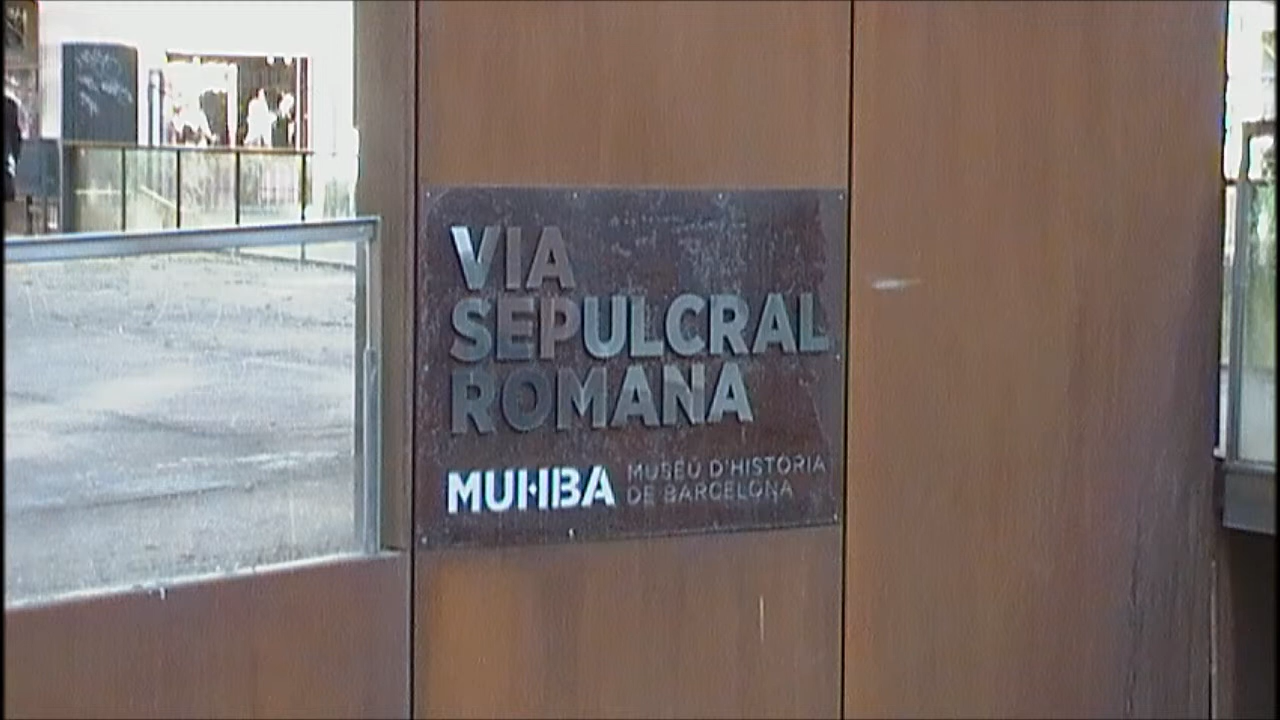 VIA
SEPULCRAL
ROMANA
MUHBA MUSEU D'HISTÒRIA
DE BARCELONA